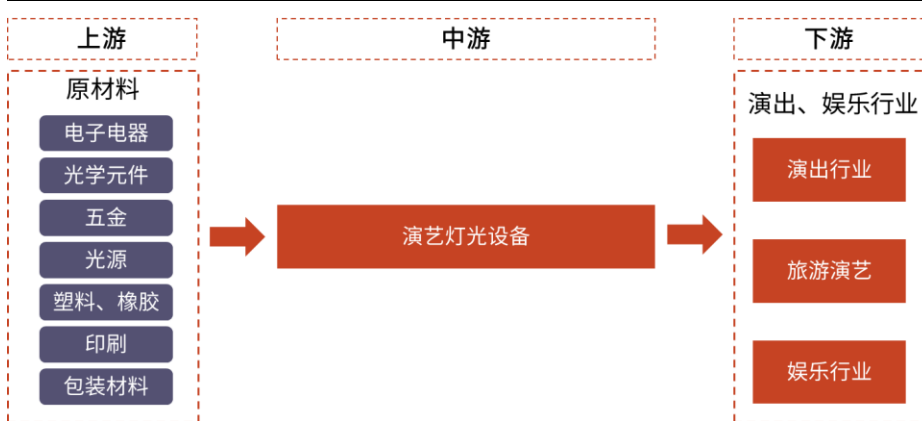 上游
中游
下游
原材料
电子电器
光学元件
五金
光源
塑料、橡胶
印刷
包装材料
演艺灯光设备
演出、娱乐行业
演出行业
旅游演艺
娱乐行业